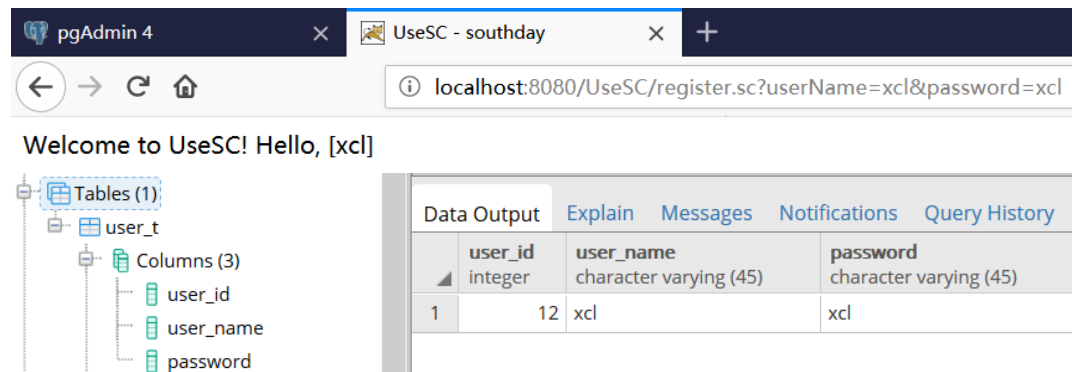 pgAdmin 4
UseSC - southday
localhost:8080/UseSC/register.sc?userName=xcl&password=xcl
Welcome to UseSC! Hello, [xcl]
Tables (1)
user_t
Columns (3)
user_id
user_name
password
Data Output Explain Messages Notifications Query History
user_id user_name password
integer character varying (45) character varying (45)
1 12 xcl xcl